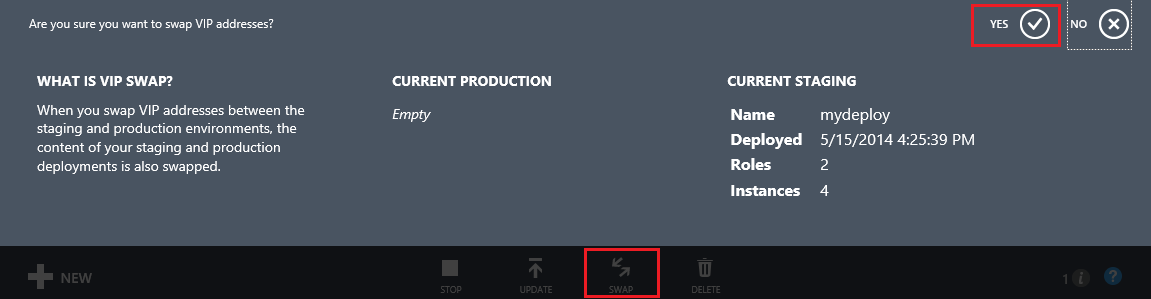 Are you sure you want to swap VIP addresses?
YES
NO
WHAT IS VIP SWAP?
When you swap VIP addresses between the
staging and production environments, the
content of your staging and production
deployments is also swapped.
CURRENT PRODUCTION
Empty
CURRENT STAGING
Name mydeploy
Deployed 5/15/2014 4:25:39 PM
Roles 2
Instances 4
NEW
STOP
UPDATE
SWAP
DELETE
1 i ?